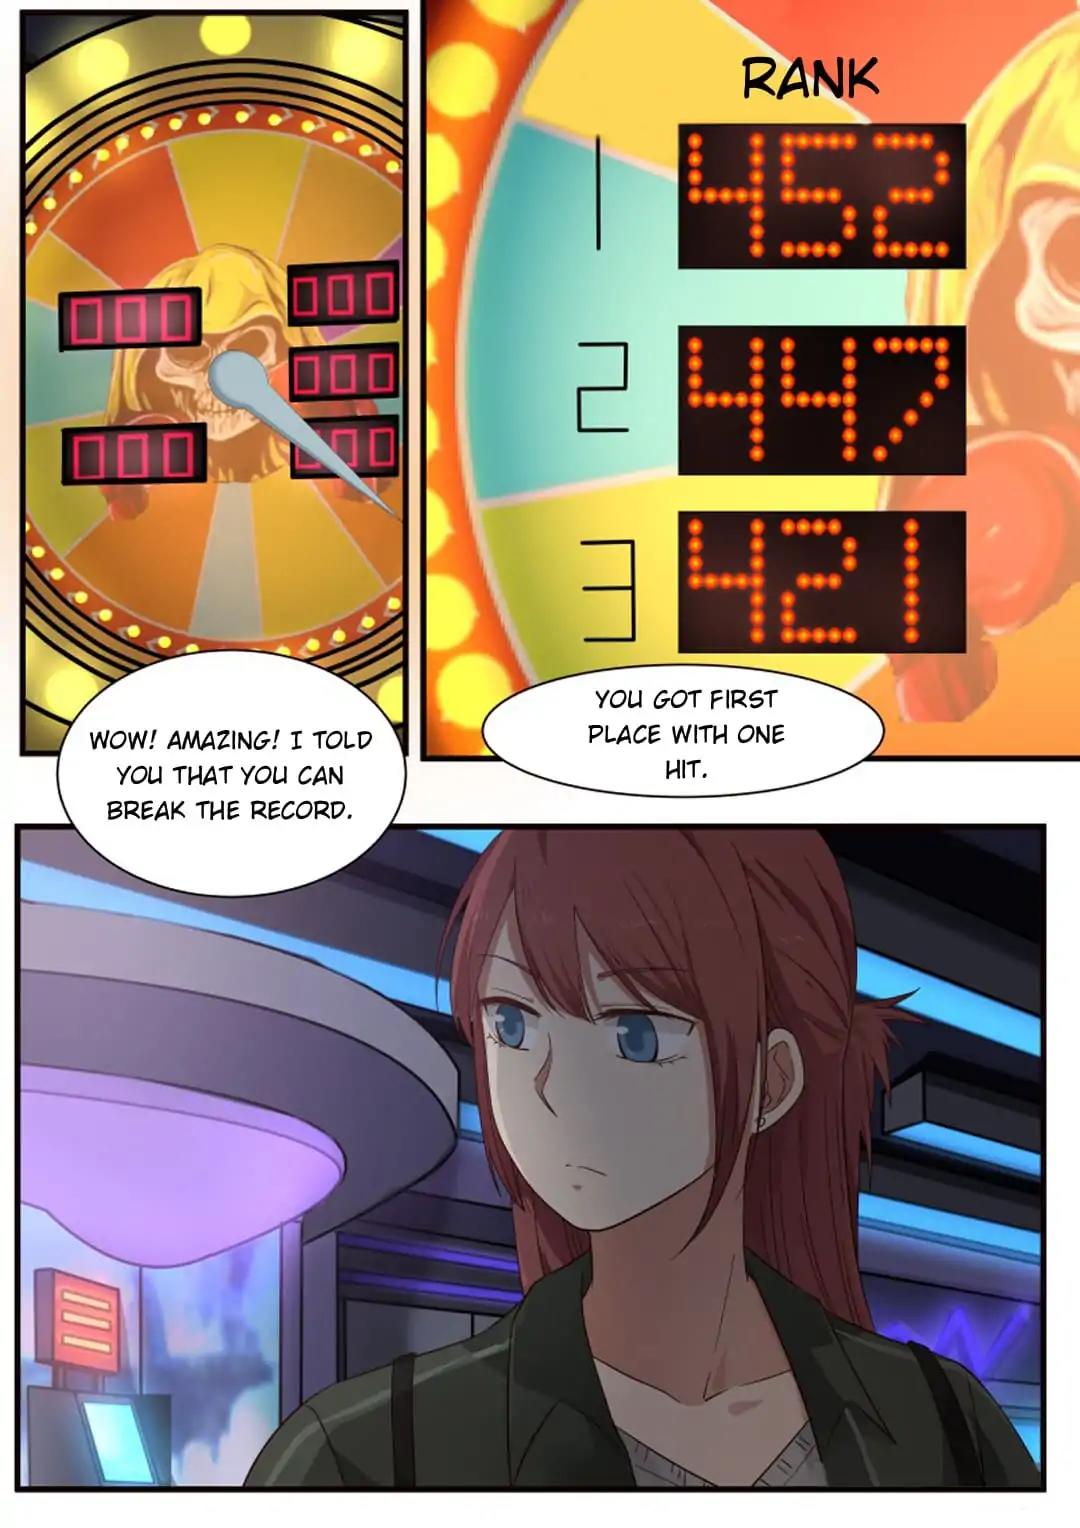 000
000
000
000
000
RANK
1 452
2 447
3 421
WOW! AMAZING! I TOLD
YOU THAT YOU CAN
BREAK THE RECORD.
YOU GOT FIRST
PLACE WITH ONE
HIT.